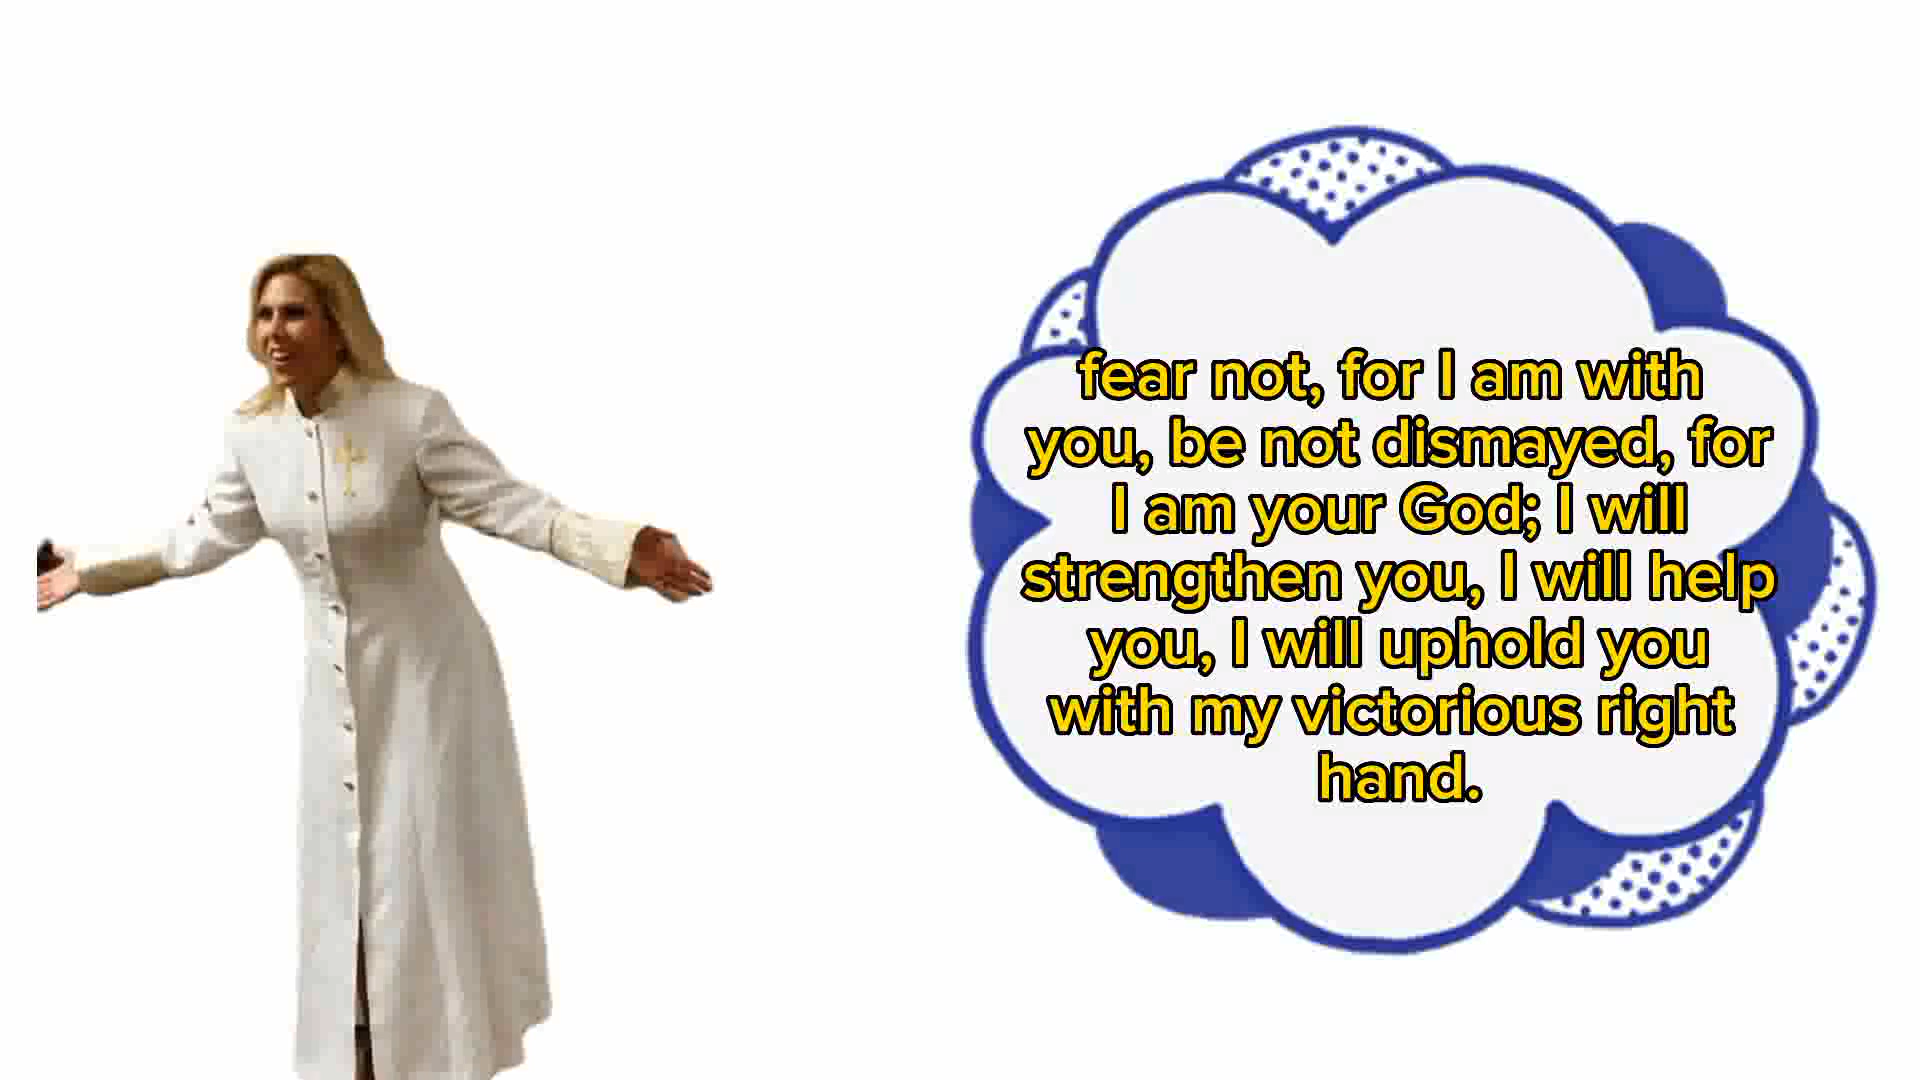 fear not, for I am with
you, be not dismayed, for
I am your God; I will
strengthen you, I will help
you, I will uphold you
with my victorious right
hand.